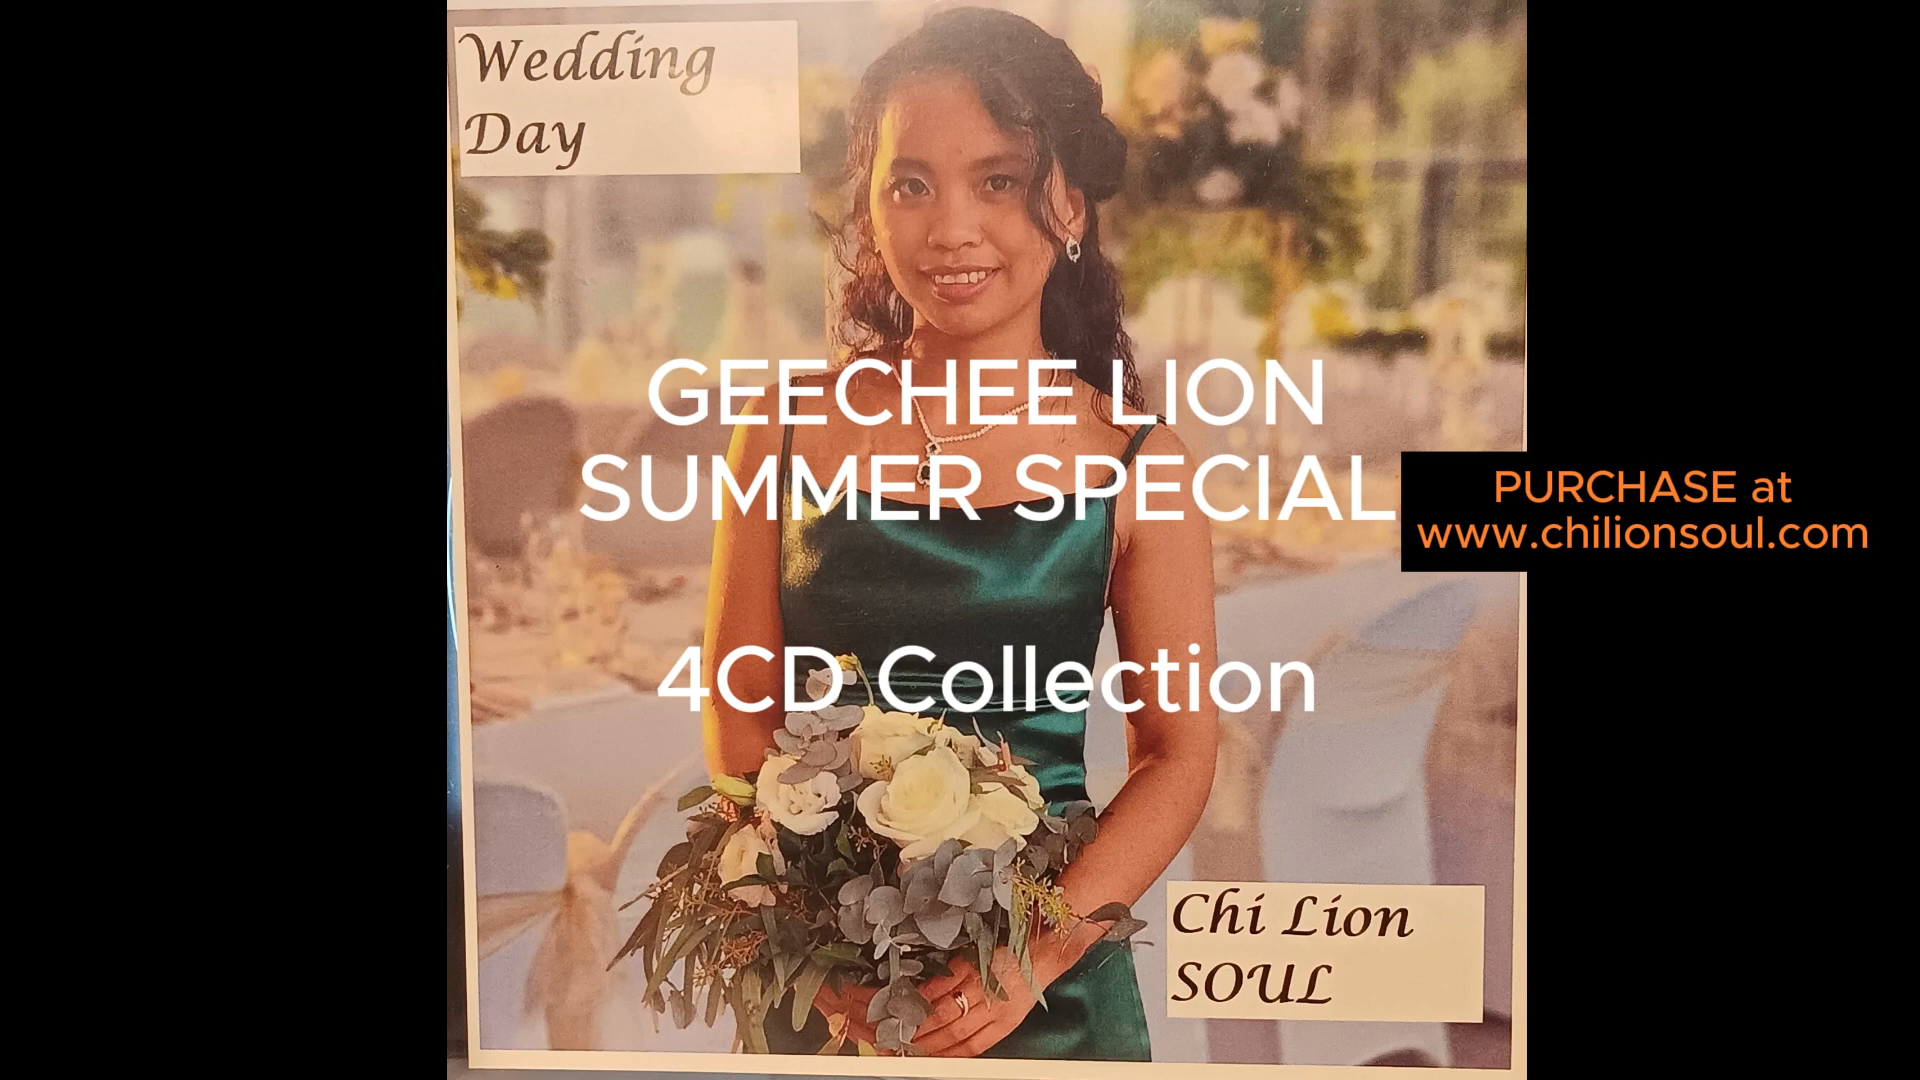 Wedding
Day
GEECHEE LION
SUMMER SPECIAL
PURCHASE at
www.chilionsoul.com
4CD Collection
Chi Lion
SOUL